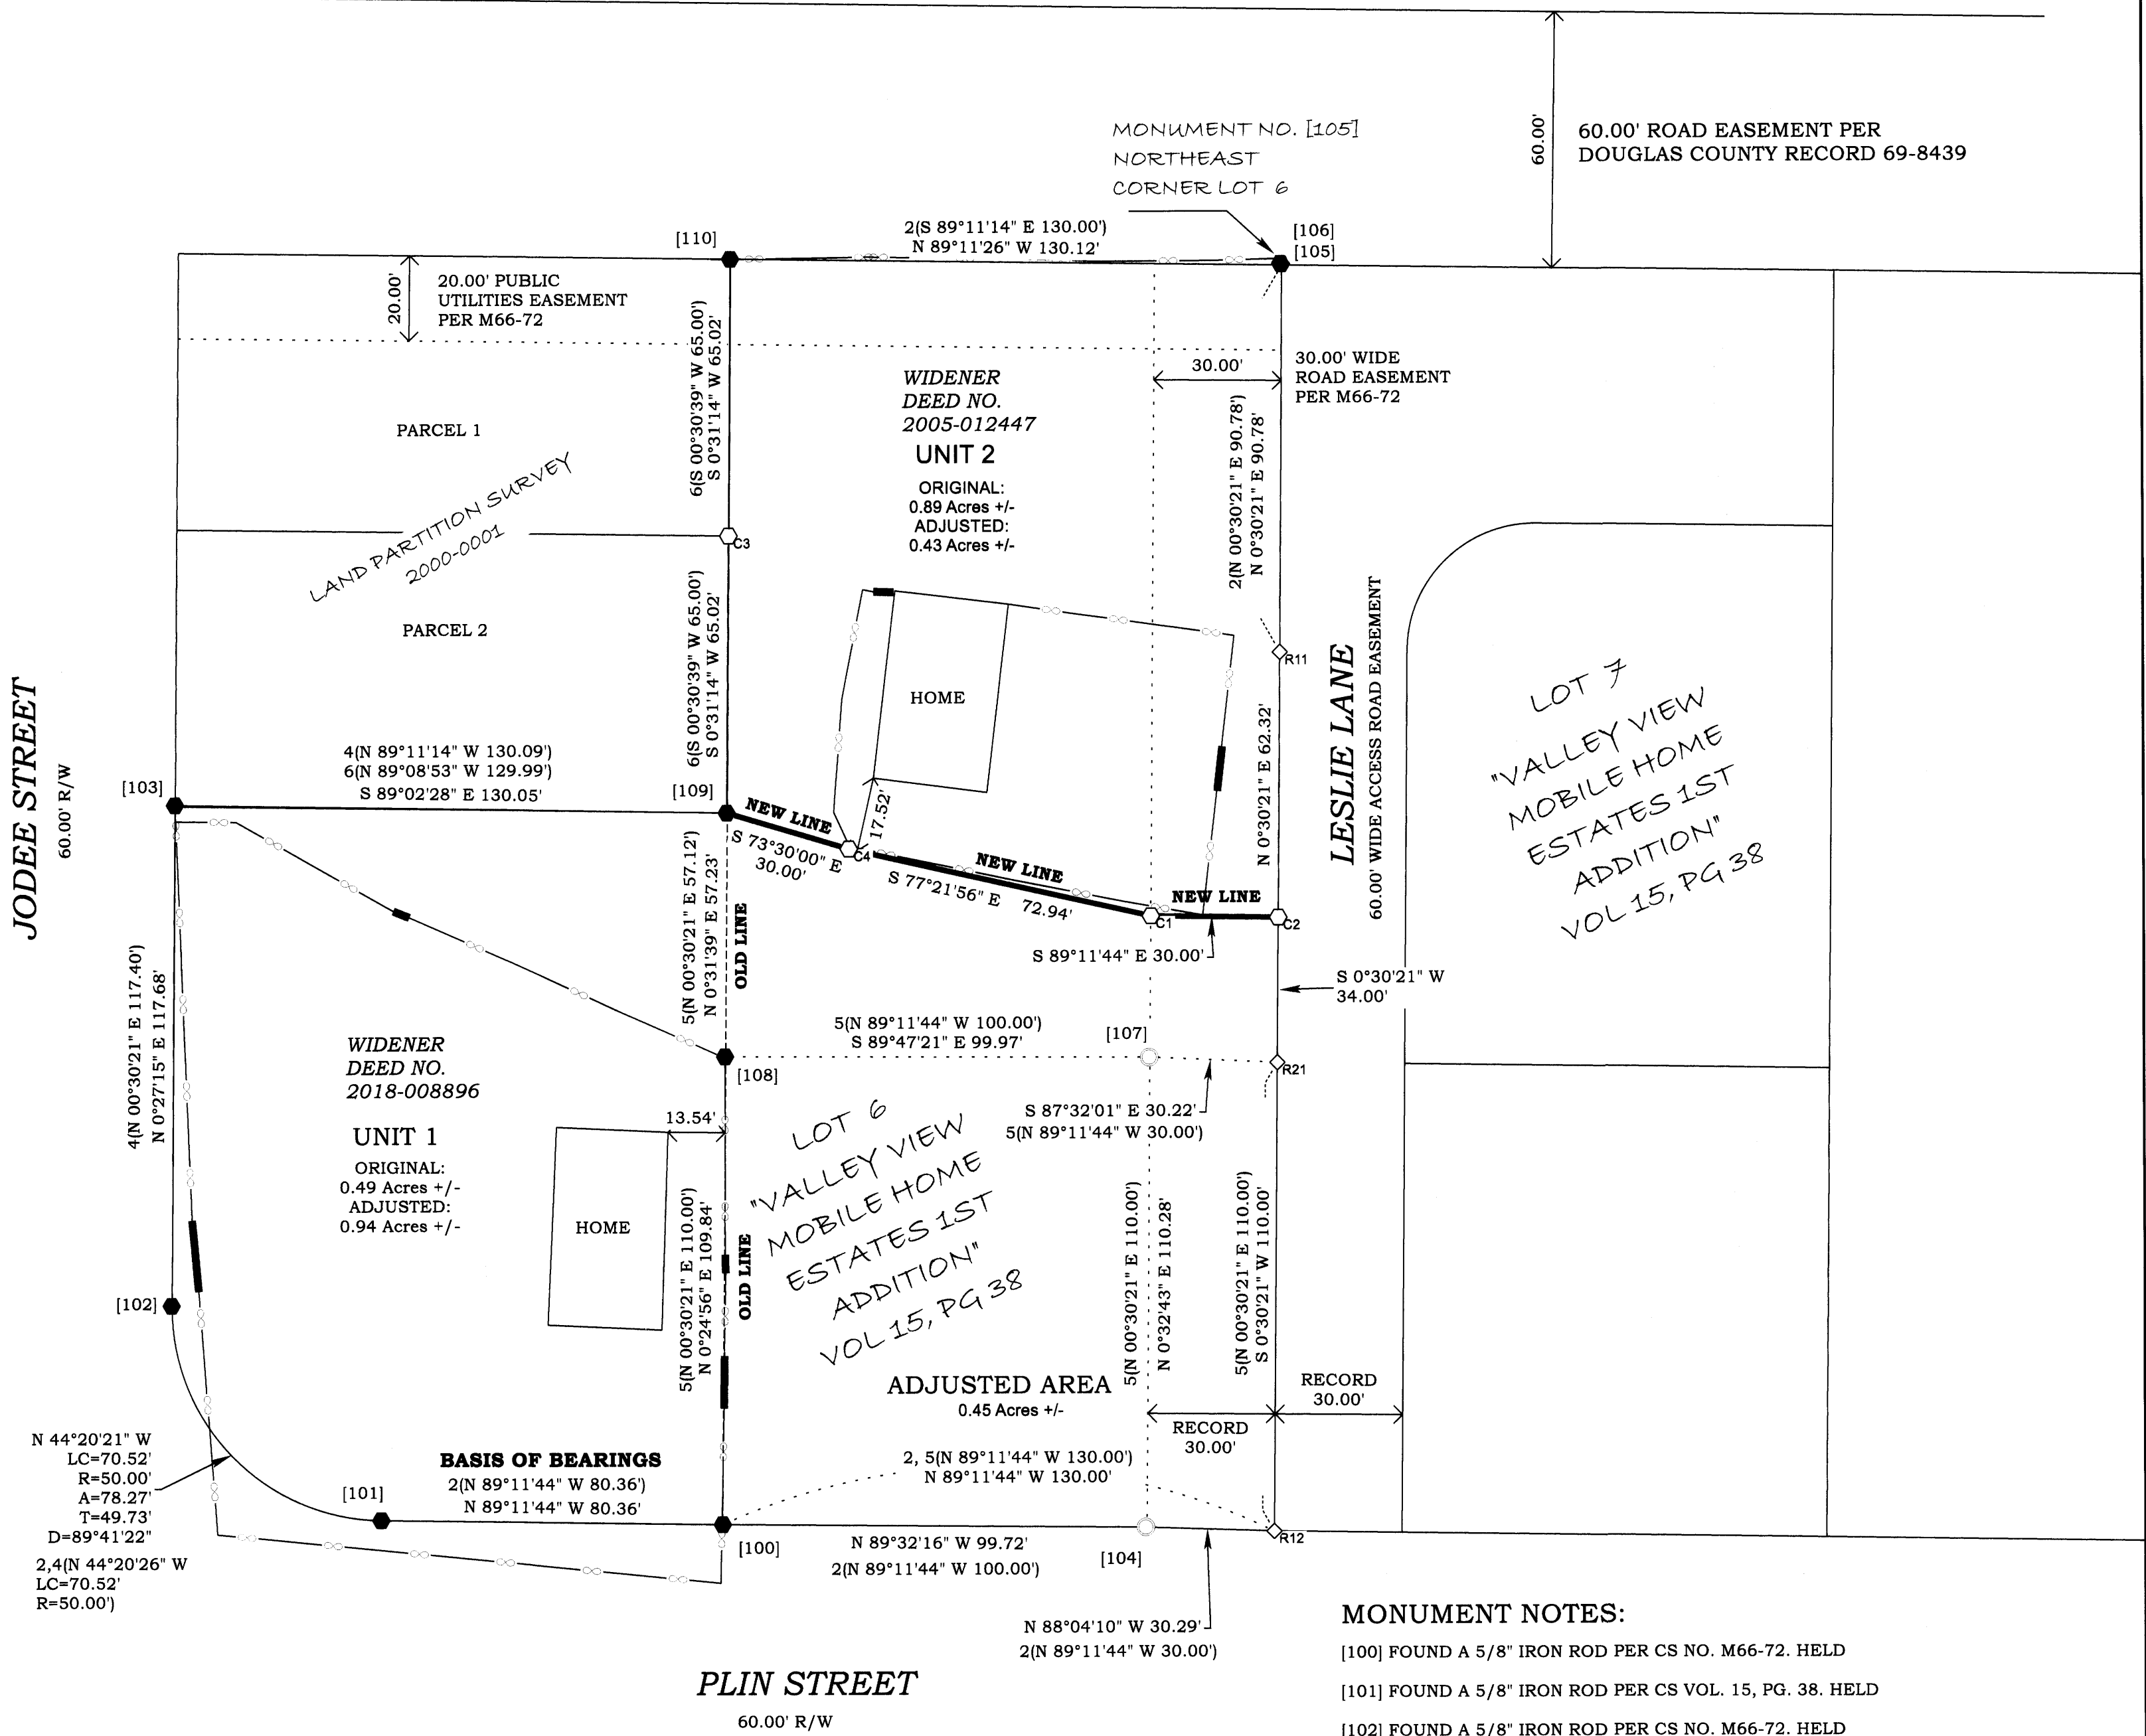 MONUMENT NO. [105]
NORTHEAST
CORNER LOT 6
60.00'
60.00' ROAD EASEMENT PER
DOUGLAS COUNTY RECORD 69-8439
[110]
2(S 89°11'14" E 130.00')
N 89°11'26" W 130.12'
[106]
[105]
20.00'
20.00' PUBLIC
UTILITIES EASEMENT
PER M66-72
6(S 00°30'39" W 65.00')
S 0°31'14" W 65.02'
30.00'
30.00' WIDE
ROAD EASEMENT
PER M66-72
WIDENER
DEED NO.
2005-012447
UNIT 2
ORIGINAL:
0.89 Acres +/-
ADJUSTED:
0.43 Acres +/-
2(N 00°30'21" E 90.78')
N 0°30'21" E 90.78'
PARCEL 1
LAND PARTITION SURVEY
2000-0001
C3
PARCEL 2
6(S 00°30'39" W 65.00')
S 0°31'14" W 65.02'
HOME
R11
LESLIE LANE
60.00' WIDE ACCESS ROAD EASEMENT
LOT 7
"VALLEY VIEW
MOBILE HOME
ESTATES 1ST
ADDITION"
VOL 15, PG 38
JODEE STREET
60.00' R/W
[103]
4(N 89°11'14" W 130.09')
6(N 89°08'53" W 129.99')
S 89°02'28" E 130.05'
[109]
NEW LINE
S 73°30'00" E
30.00'
17.52'
C4
NEW LINE
S 77°21'56" E 72.94'
N 0°30'21" E 62.32'
NEW LINE
C1
C2
S 89°11'44" E 30.00'
S 0°30'21" W
34.00'
5(N 00°30'21" E 57.12')
N 0°31'39" E 57.23'
OLD LINE
4(N 00°30'21" E 117.40')
N 0°27'15" E 117.68'
5(N 89°11'44" W 100.00')
S 89°47'21" E 99.97'
[107]
[108]
R21
S 87°32'01" E 30.22'
5(N 89°11'44" W 30.00')
WIDENER
DEED NO.
2018-008896
UNIT 1
ORIGINAL:
0.49 Acres +/-
ADJUSTED:
0.94 Acres +/-
13.54'
HOME
LOT 6
"VALLEY VIEW
MOBILE HOME
ESTATES 1ST
ADDITION"
VOL 15, PG 38
5(N 00°30'21" E 110.00')
N 0°24'56" E 109.84'
OLD LINE
5(N 00°30'21" E 110.00')
N 0°32'43" E 110.28'
5(N 00°30'21" E 110.00')
S 0°30'21" W 110.00'
[102]
ADJUSTED AREA
0.45 Acres +/-
RECORD
30.00'
RECORD
30.00'
N 44°20'21" W
LC=70.52'
R=50.00'
A=78.27'
T=49.73'
D=89°41'22"
2,4(N 44°20'26" W
LC=70.52'
R=50.00')
[101]
BASIS OF BEARINGS
2(N 89°11'44" W 80.36')
N 89°11'44" W 80.36'
2, 5(N 89°11'44" W 130.00')
N 89°11'44" W 130.00'
[100]
N 89°32'16" W 99.72'
2(N 89°11'44" W 100.00')
[104]
R12
N 88°04'10" W 30.29'
2(N 89°11'44" W 30.00')
PLIN STREET
60.00' R/W
MONUMENT NOTES:
[100] FOUND A 5/8" IRON ROD PER CS NO. M66-72. HELD
[101] FOUND A 5/8" IRON ROD PER CS VOL. 15, PG. 38. HELD
[102] FOUND A 5/8" IRON ROD PER CS NO. M66-72. HELD